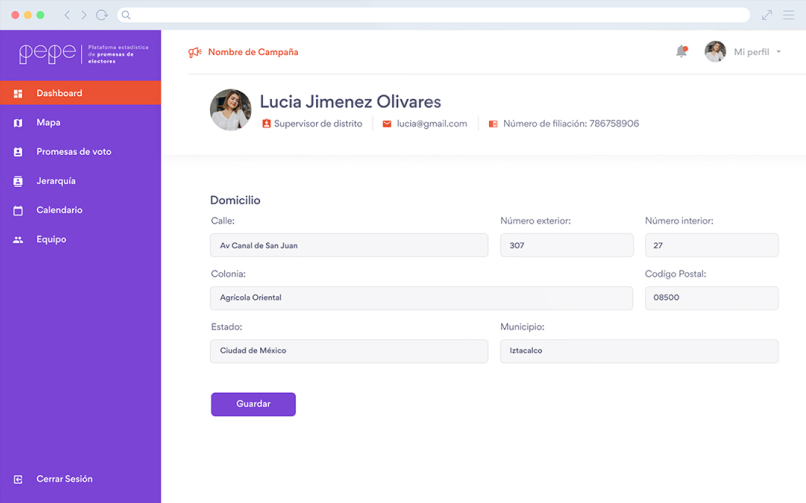 pepe
Plataforma estadística
de promesas de
electores
Nombre de Campaña
Mi perfil
Dashboard
Mapa
Promesas de voto
Jerarquía
Calendario
Equipo
Cerrar Sesión
Lucia Jimenez Olivares
Supervisor de distrito
lucia@gmail.com
Número de filiación: 786758906
Domicilio
Calle: Número exterior: Número interior:
Av Canal de San Juan 307 27
Colonia: Codígo Postal:
Agrícola Oriental 08500
Estado: Municipio:
Ciudad de México Iztacalco
Guardar